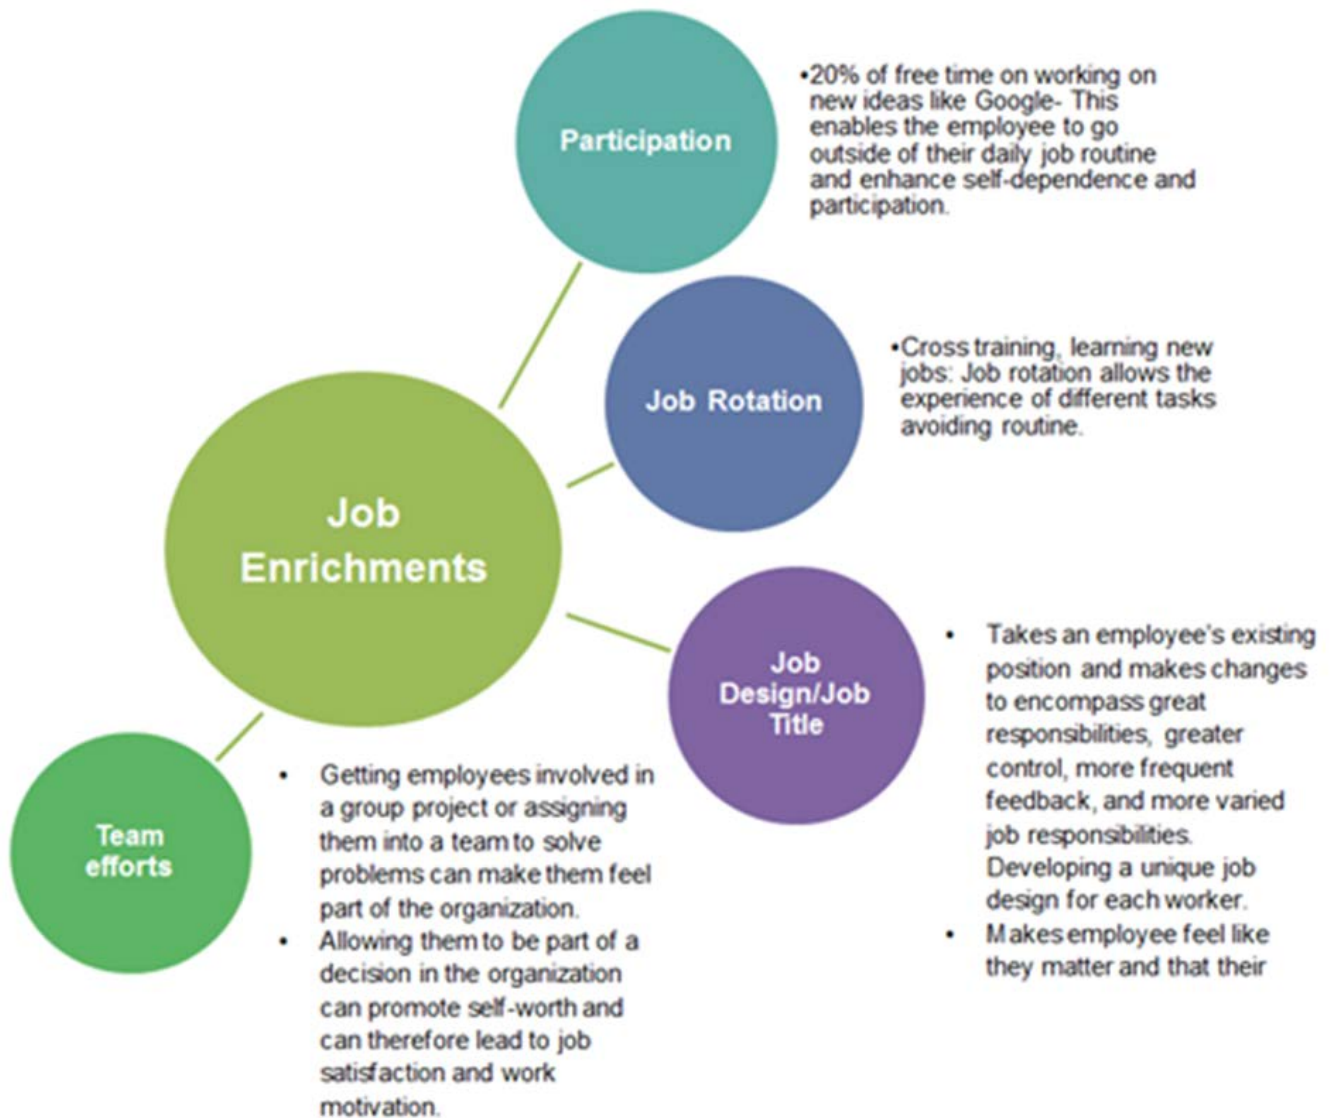 Participation
•20% of free time on working on
new ideas like Google- This
enables the employee to go
outside of their daily job routine
and enhance self-dependence and
participation.
Job Rotation
•Cross training, learning new
jobs: Job rotation allows the
experience of different tasks
avoiding routine.
Job
Enrichments
Job
Design/Job
Title
• Takes an employee's existing
position and makes changes
to encompass great
responsibilities, greater
control, more frequent
feedback, and more varied
job responsibilities.
Developing a unique job
design for each worker.
• Makes employee feel like
they matter and that their
Team
efforts
• Getting employees involved in
a group project or assigning
them into a team to solve
problems can make them feel
part of the organization.
• Allowing them to be part of a
decision in the organization
can promote self-worth and
can therefore lead to job
satisfaction and work
motivation.